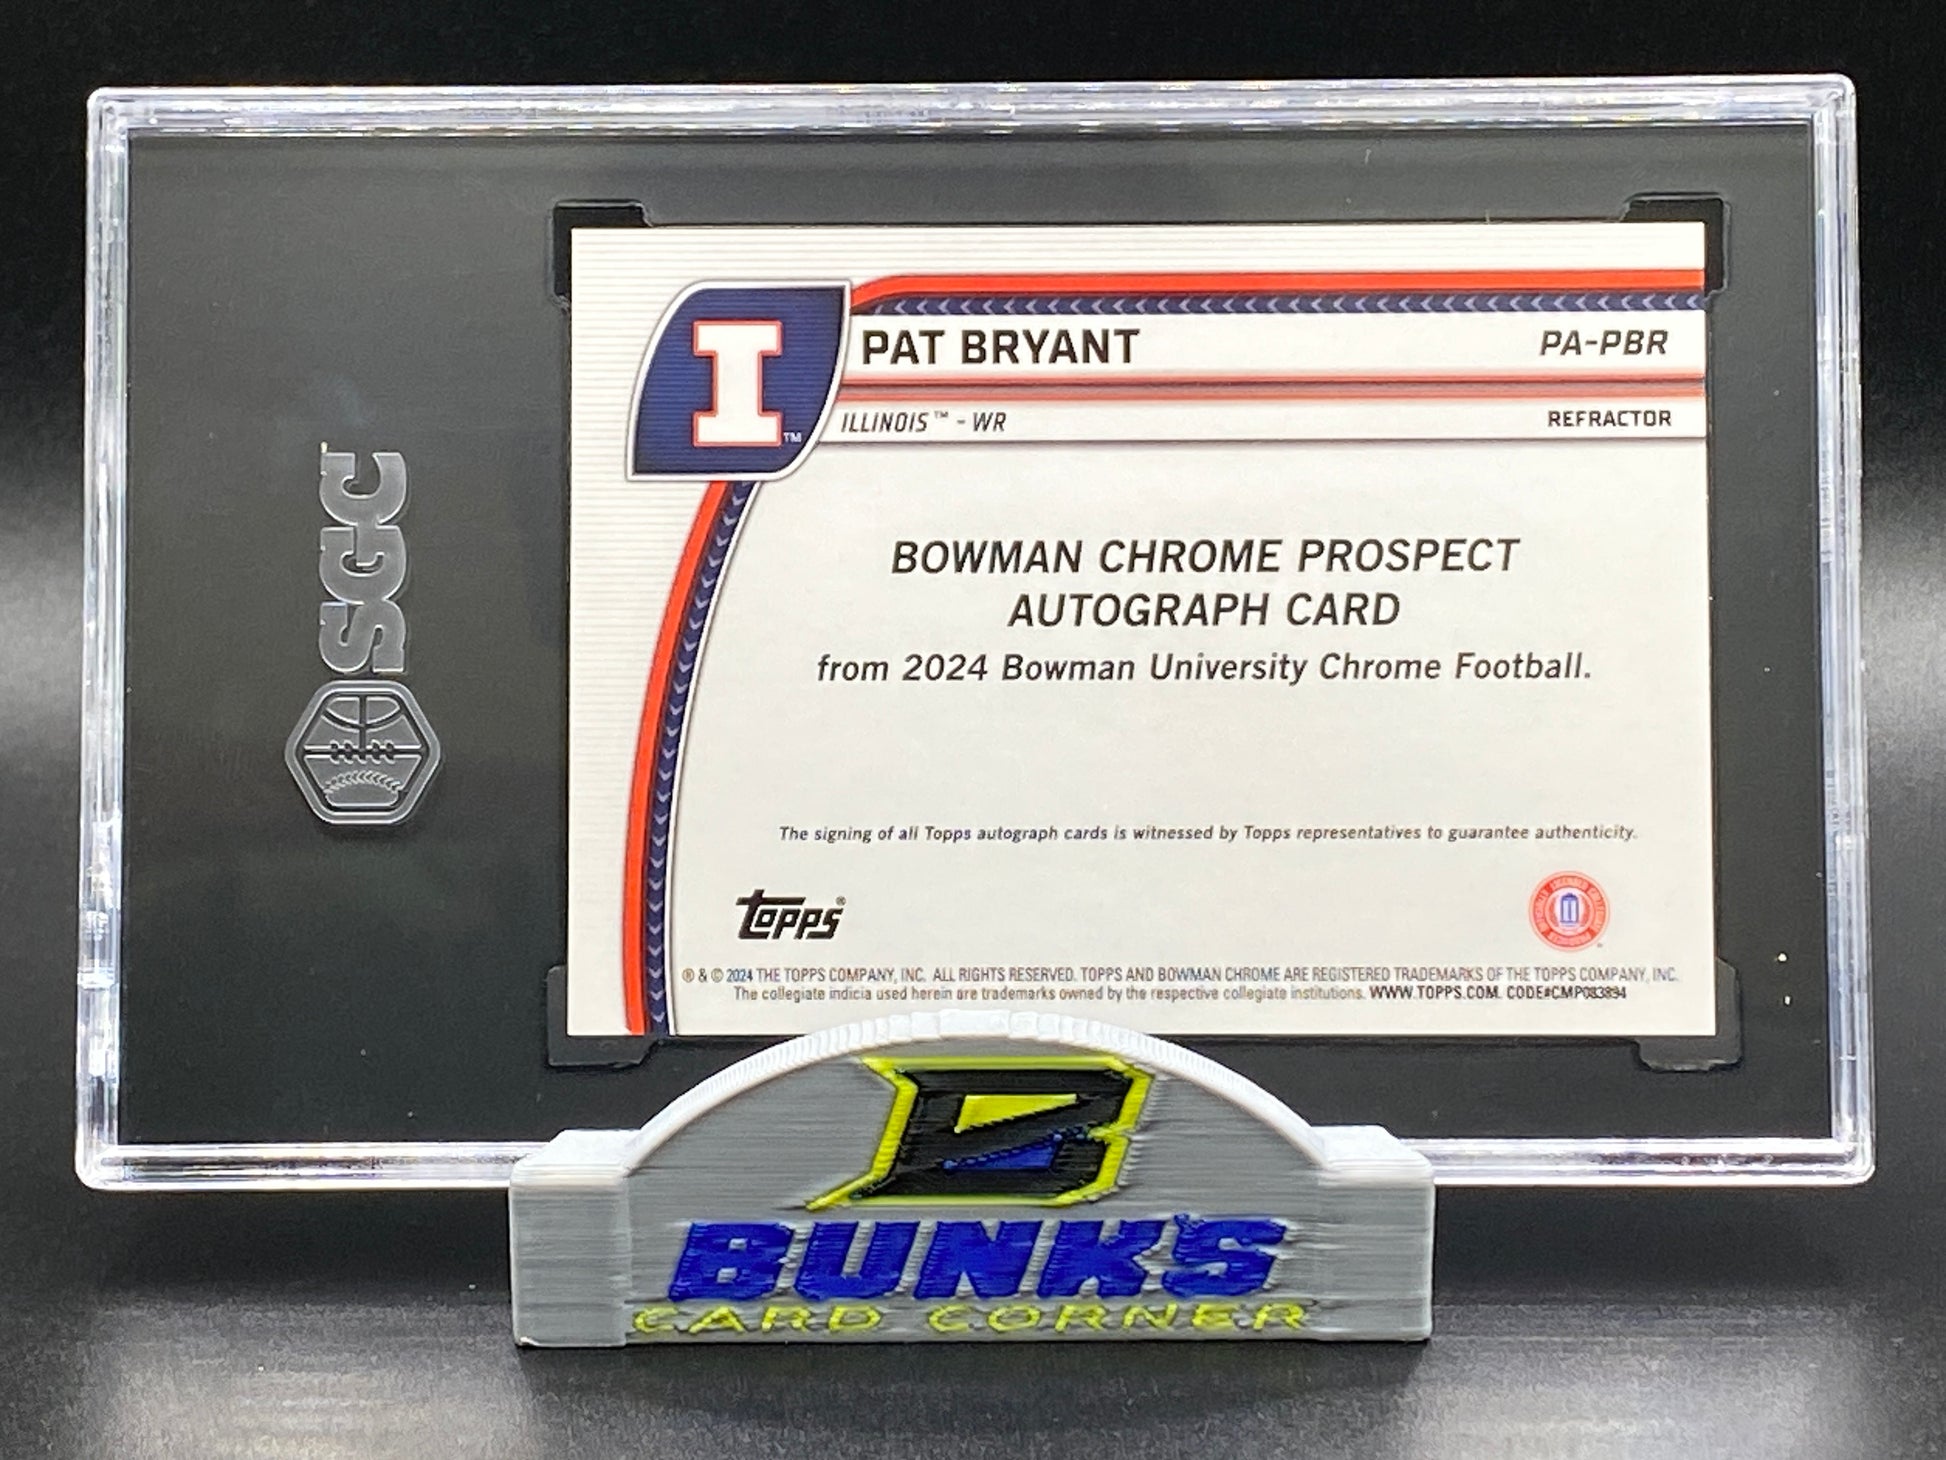 SGC
I
TM
PAT BRYANT
PA-PBR
ILLINOIS™ - WR
REFRACTOR
BOWMAN CHROME PROSPECT
AUTOGRAPH CARD
from 2024 Bowman University Chrome Football.
The signing of all Topps autograph cards is witnessed by Topps representatives to guarantee authenticity.
topps®
® & © 2024 THE TOPPS COMPANY, INC. ALL RIGHTS RESERVED. TOPPS AND BOWMAN CHROME ARE REGISTERED TRADEMARKS OF THE TOPPS COMPANY, INC.
The collegiate indicia used herein are trademarks owned by the respective collegiate institutions. WWW.TOPPS.COM. CODE#CMP083894
B
BUNK'S
CARD CORNER